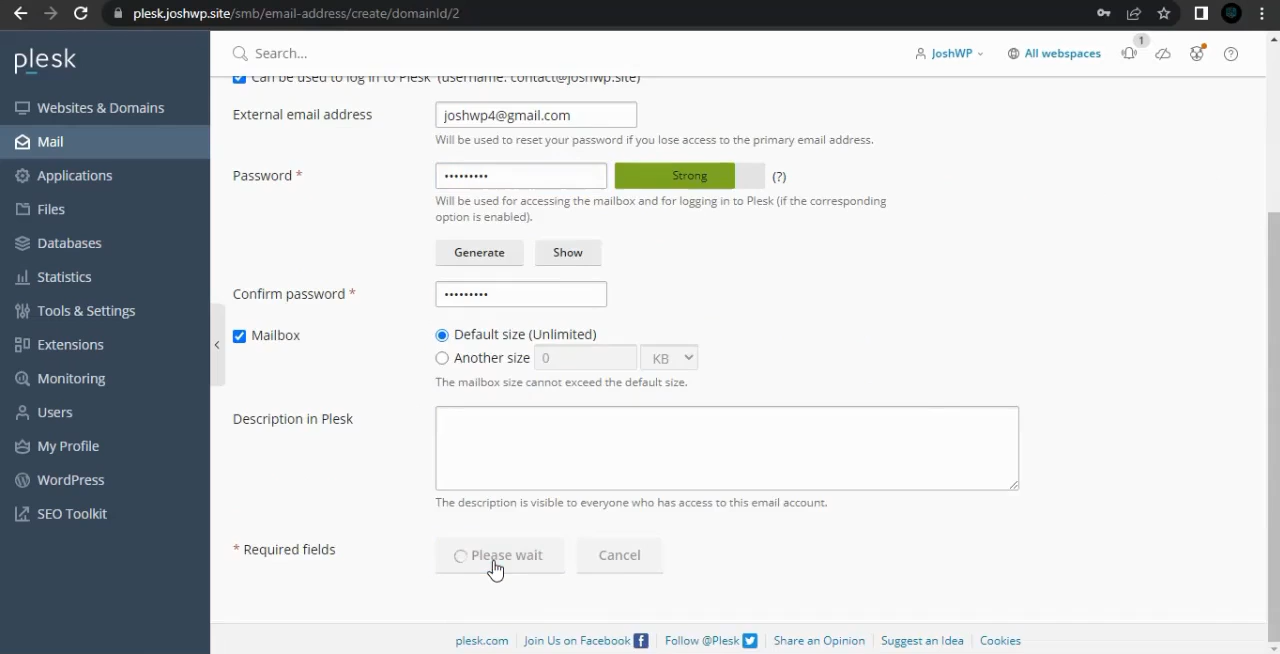 plesk.joshwp.site/smb/email-address/create/domainId/2
plesk
Search...
JoshWP
All webspaces
1
Websites & Domains
Mail
Applications
Files
Databases
Statistics
Tools & Settings
Extensions
Monitoring
Users
My Profile
WordPress
SEO Toolkit
Can be used to log in to Plesk (username: contact@joshwp.site)
External email address
joshwp4@gmail.com
Will be used to reset your password if you lose access to the primary email address.
Password *
•••••••••
Strong
(?)
Will be used for accessing the mailbox and for logging in to Plesk (if the corresponding
option is enabled).
Generate
Show
Confirm password *
•••••••••
Mailbox
Default size (Unlimited)
Another size
0
KB
The mailbox size cannot exceed the default size.
Description in Plesk
The description is visible to everyone who has access to this email account.
* Required fields
Please wait
Cancel
plesk.com
Join Us on Facebook
Follow @Plesk
Share an Opinion
Suggest an Idea
Cookies